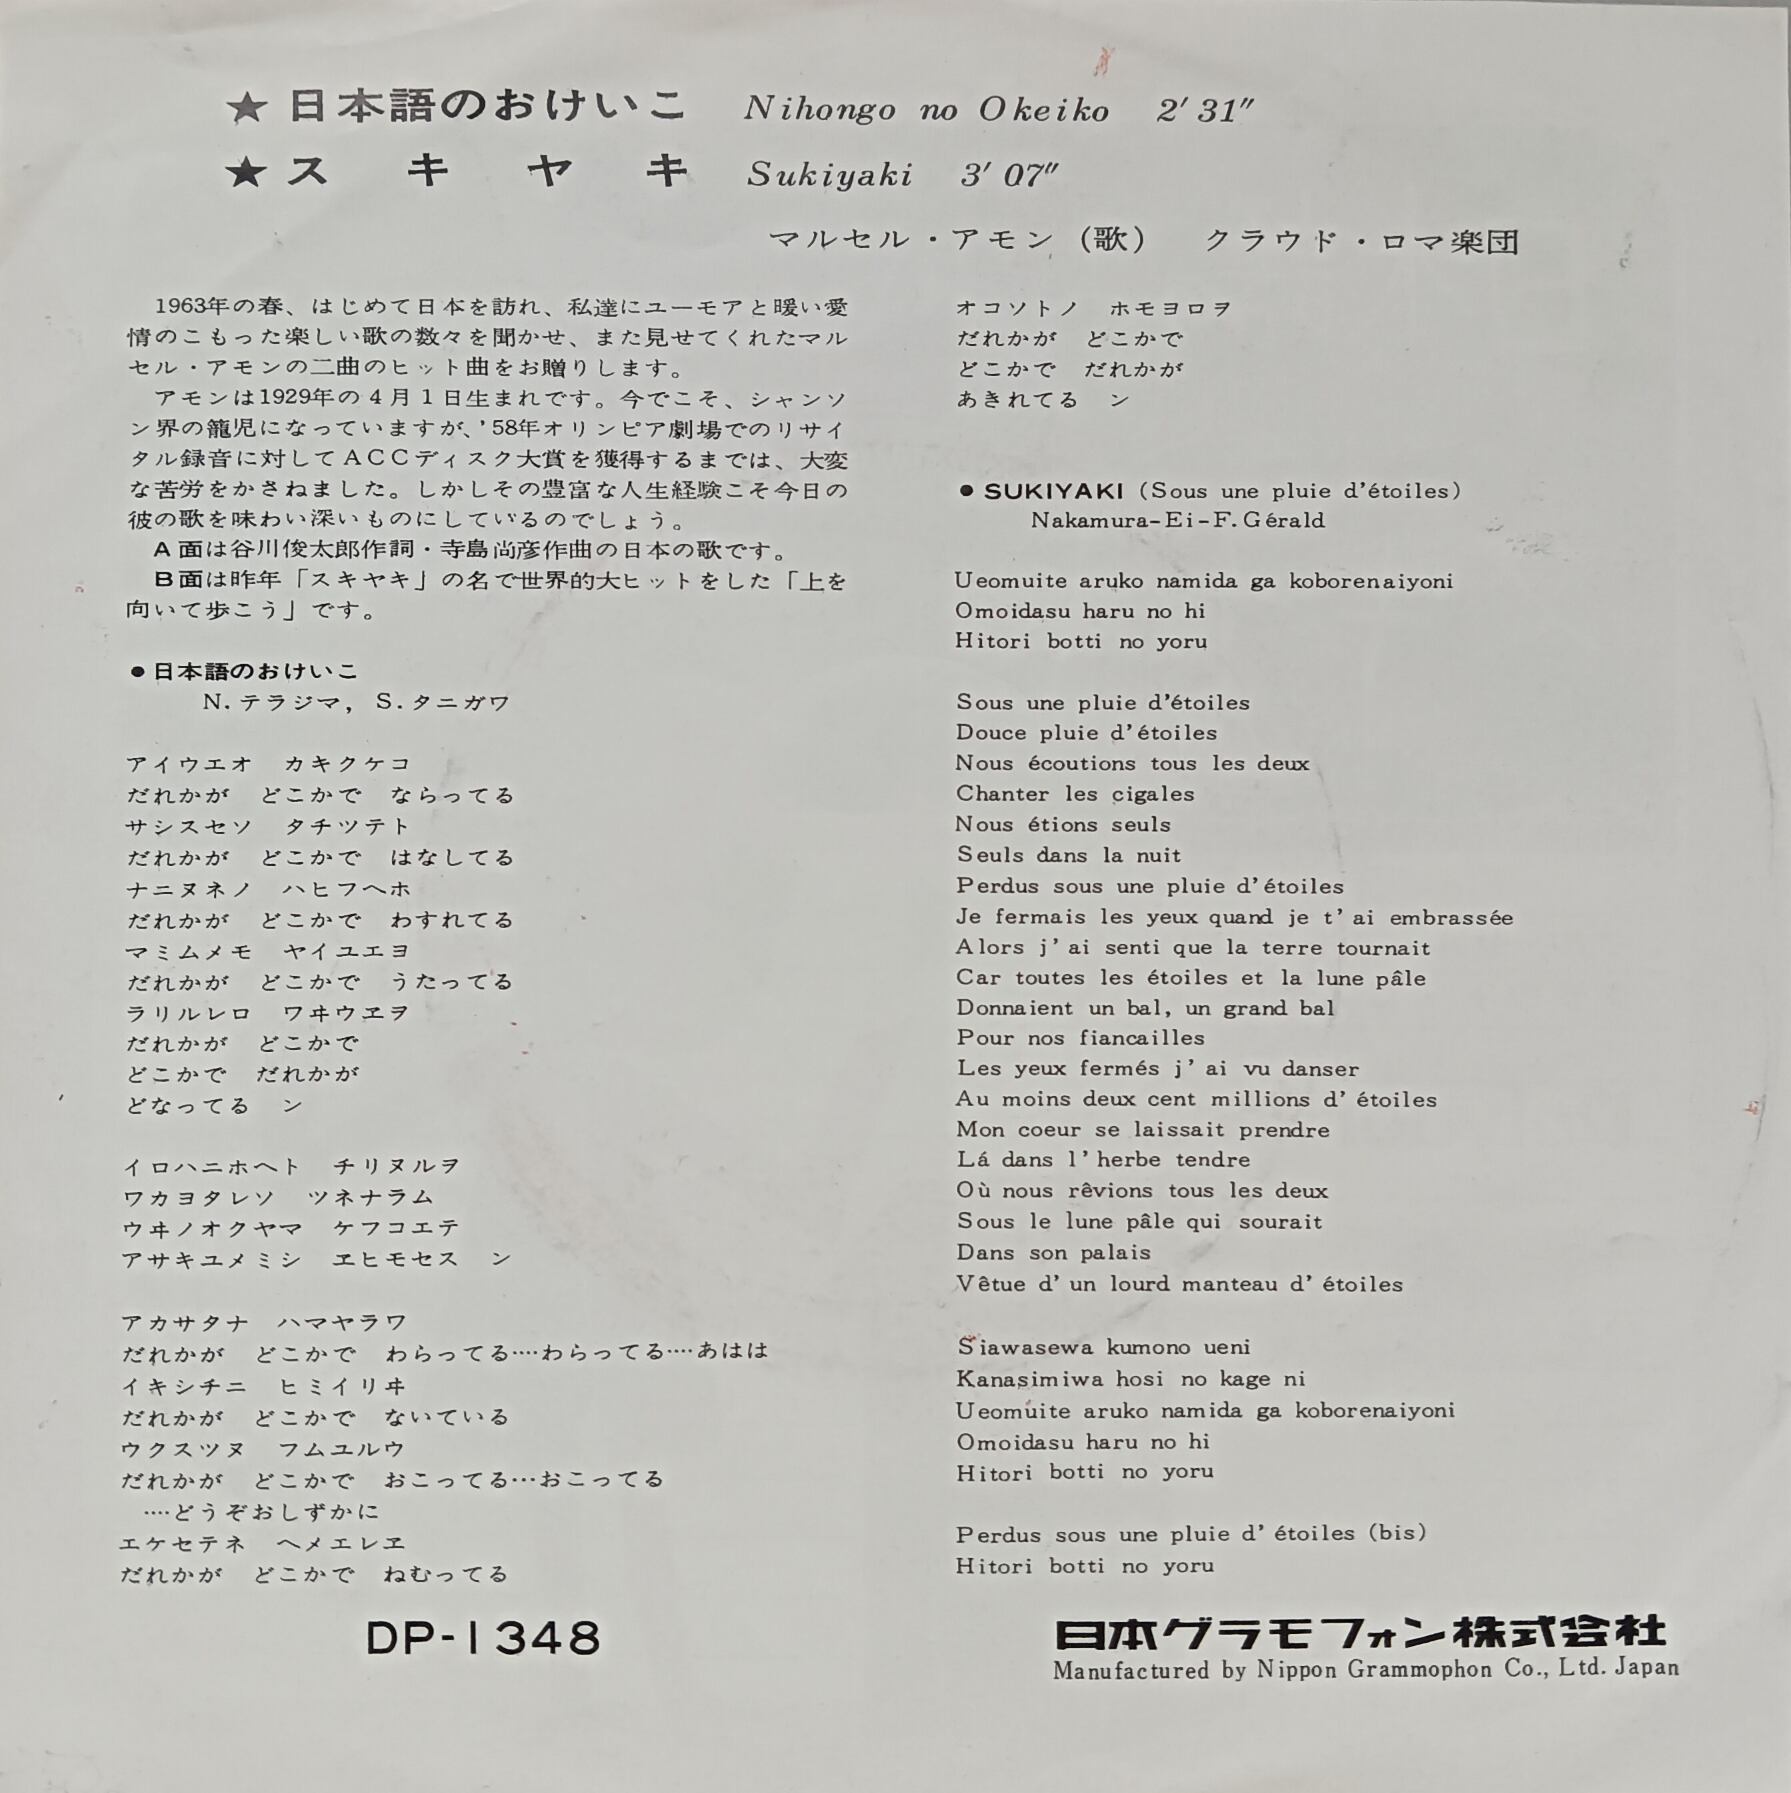 ★ 日本語のおけいこ Nihongo no Okeiko 2′31″
★ スキヤキ Sukiyaki 3′07″
マルセル・アモン（歌） クラウド・ロマ楽団
1963年の春、はじめて日本を訪れ、私達にユーモアと暖い愛
情のこもった楽しい歌の数々を聞かせ、また見せてくれたマル
セル・アモンの二曲のヒット曲をお贈りします。
アモンは1929年の4月1日生まれです。今でこそ、シャンソ
ン界の籠児になっていますが、'58年オリンピア劇場でのリサイ
タル録音に対してACCディスク大賞を獲得するまでは、大変
な苦労をかさねました。しかしその豊富な人生経験こそ今日の
彼の歌を味わい深いものにしているのでしょう。
A面は谷川俊太郎作詞・寺島尚彦作曲の日本の歌です。
B面は昨年「スキヤキ」の名で世界的大ヒットをした「上を
向いて歩こう」です。
●日本語のおけいこ
N.テラジマ, S.タニガワ
アイウエオ カキクケコ
だれかが どこかで ならってる
サシスセソ タチツテト
だれかが どこかで はなしてる
ナニヌネノ ハヒフヘホ
だれかが どこかで わすれてる
マミムメモ ヤイユエヨ
だれかが どこかで うたってる
ラリルレロ ワヰウヱヲ
だれかが どこかで
どこかで だれかが
どなってる ン
イロハニホヘト チリヌルヲ
ワカヨタレソ ツネナラム
ウヰノオクヤマ ケフコエテ
アサキユメミシ ヱヒモセス ン
アカサタナ ハマヤラワ
だれかが どこかで わらってる‥‥わらってる‥‥あはは
イキシチニ ヒミイリヰ
だれかが どこかで ないている
ウクスツヌ フムユルウ
だれかが どこかで おこってる…おこってる
‥‥どうぞおしずかに
エケセテネ ヘメエレヱ
だれかが どこかで ねむってる
オコソトノ ホモヨロヲ
だれかが どこかで
どこかで だれかが
あきれてる ン
●SUKIYAKI (Sous une pluie d'étoiles)
Nakamura-Ei-F.Gérald
Ueomuite aruko namida ga koborenaiyoni
Omoidasu haru no hi
Hitori botti no yoru
Sous une pluie d'étoiles
Douce pluie d'étoiles
Nous écoutions tous les deux
Chanter les cigales
Nous étions seuls
Seuls dans la nuit
Perdus sous une pluie d'étoiles
Je fermais les yeux quand je t'ai embrassée
Alors j'ai senti que la terre tournait
Car toutes les étoiles et la lune pâle
Donnaient un bal, un grand bal
Pour nos fiancailles
Les yeux fermés j'ai vu danser
Au moins deux cent millions d'étoiles
Mon coeur se laissait prendre
Lá dans l'herbe tendre
Où nous rêvions tous les deux
Sous le lune pâle qui sourait
Dans son palais
Vêtue d'un lourd manteau d'étoiles
Siawasewa kumono ueni
Kanasimiwa hosi no kage ni
Ueomuite aruko namida ga koborenaiyoni
Omoidasu haru no hi
Hitori botti no yoru
Perdus sous une pluie d'étoiles (bis)
Hitori botti no yoru
DP-1348
日本グラモフォン株式会社
Manufactured by Nippon Grammophon Co., Ltd. Japan